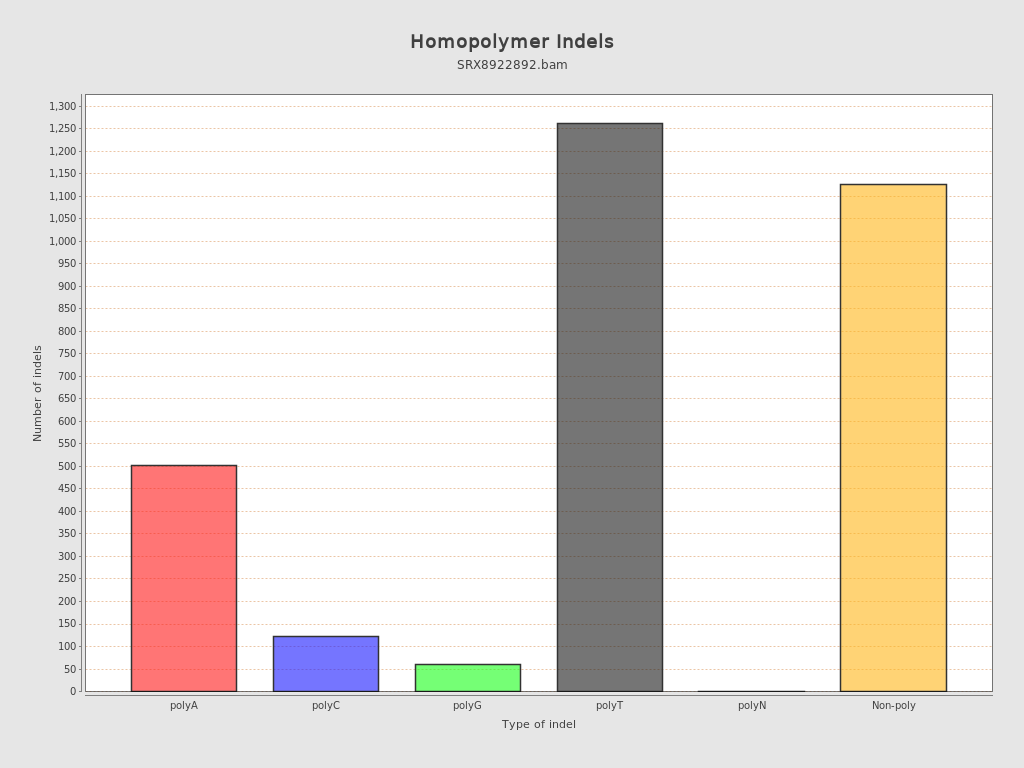 Homopolymer Indels
SRX8922892.bam
1,300
1,250
1,200
1,150
1,100
1,050
1,000
950
900
850
800
750
700
650
600
550
500
450
400
350
300
250
200
150
100
50
0
Number of indels
polyA
polyC
polyG
polyT
polyN
Non-poly
Type of indel